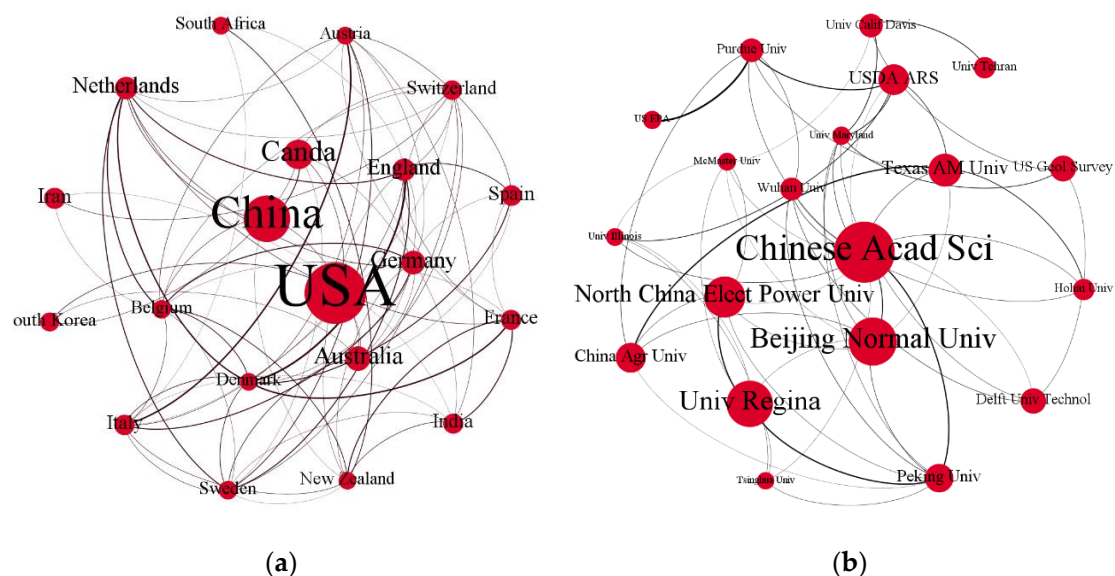 South Africa
Austria
Netherlands
Switzerland
Canda
England
Iran
Spain
China
Germany
USA
Belgium
outh Korea
France
Australia
Denmark
Italy
India
New Zealand
Sweden
(a)
Univ Calif Davis
Purdue Univ
Univ Tehran
USDA ARS
US EPA
Univ Maryland
McMaster Univ
Texas AM Univ
US Geol Survey
Wuhan Univ
Univ Illinois
Chinese Acad Sci
Hohai Univ
North China Elect Power Univ
Beijing Normal Univ
China Agr Univ
Univ Regina
Delft Univ Technol
Peking Univ
Tsinghua Univ
(b)